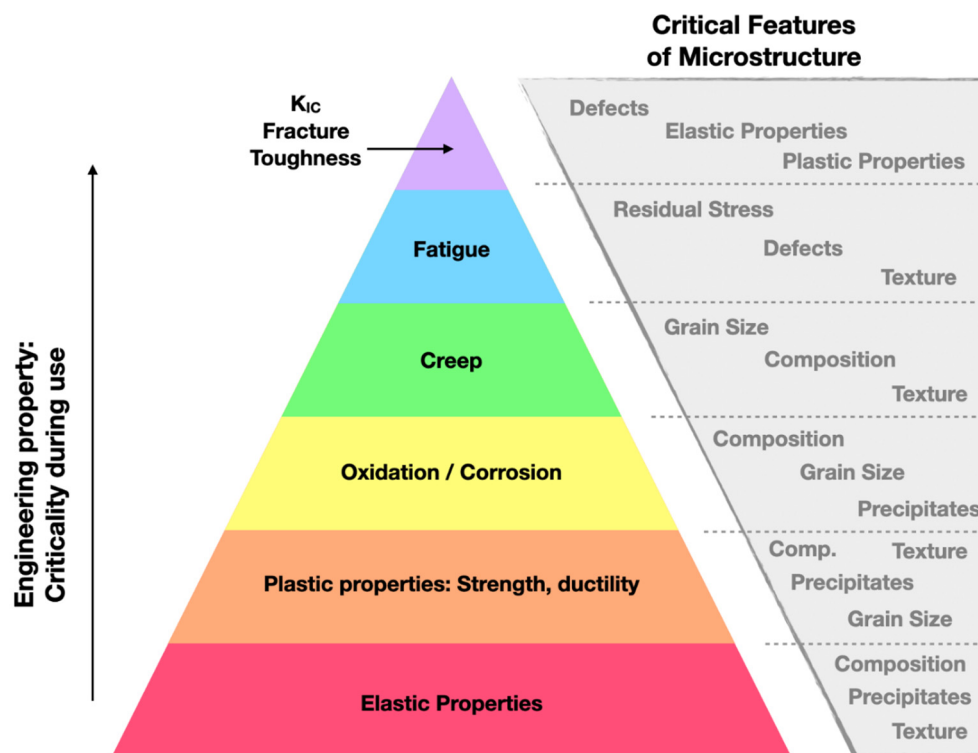 Critical Features
of Microstructure
K_IC
Fracture
Toughness
Defects
Elastic Properties
Plastic Properties
Fatigue
Residual Stress
Defects
Texture
Creep
Grain Size
Composition
Texture
Oxidation / Corrosion
Composition
Grain Size
Precipitates
Plastic properties: Strength, ductility
Comp. Texture
Precipitates
Grain Size
Elastic Properties
Composition
Precipitates
Texture
Engineering property:
Criticality during use